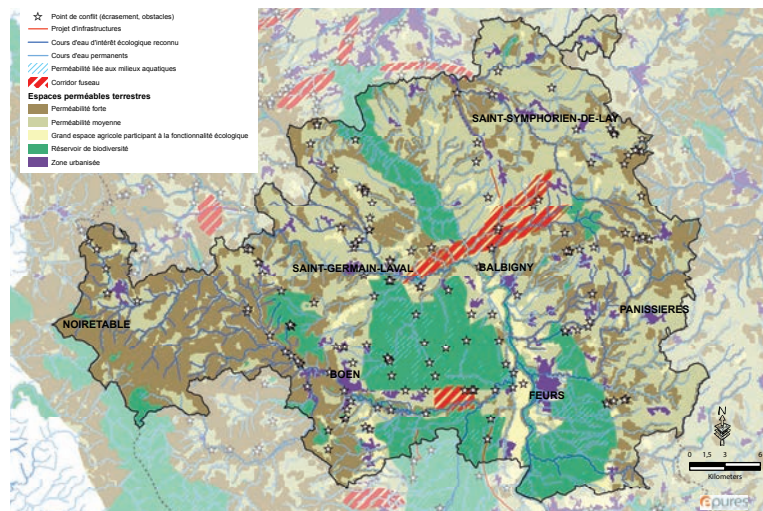 Point de conflit (écrasement, obstacles)
Projet d'infrastructures
Cours d'eau d'intérêt écologique reconnu
Cours d'eau permanents
Perméabilité liée aux milieux aquatiques
Corridor fuseau
Espaces perméables terrestres
Perméabilité forte
Perméabilité moyenne
Grand espace agricole participant à la fonctionnalité écologique
Réservoir de biodiversité
Zone urbanisée
SAINT-SYMPHORIEN-DE-LAY
SAINT-GERMAIN-LAVAL
BALBIGNY
PANISSIERES
NOIRETABLE
BOEN
FEURS
N
0 1,5 3 6
Kilometers
epures